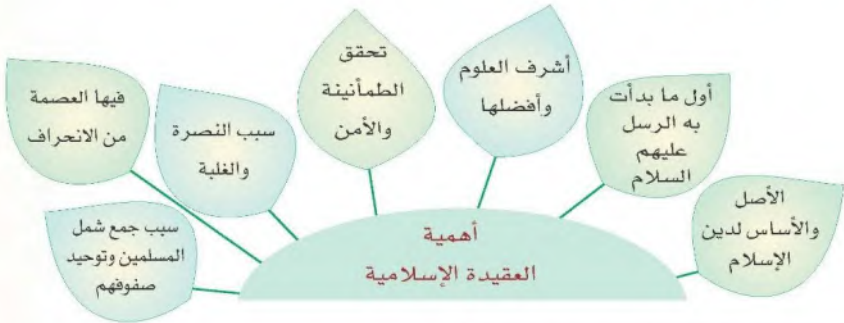 أهمية
العقيدة الإسلامية
الأصل
والأساس لدين
الإسلام
أول ما بدأت
به الرسل
عليهم
السلام
أشرف العلوم
وأفضلها
تحقق
الطمأنينة
والأمن
سبب النصرة
والغلبة
فيها العصمة
من الانحراف
سبب جمع شمل
المسلمين وتوحيد
صفوفهم